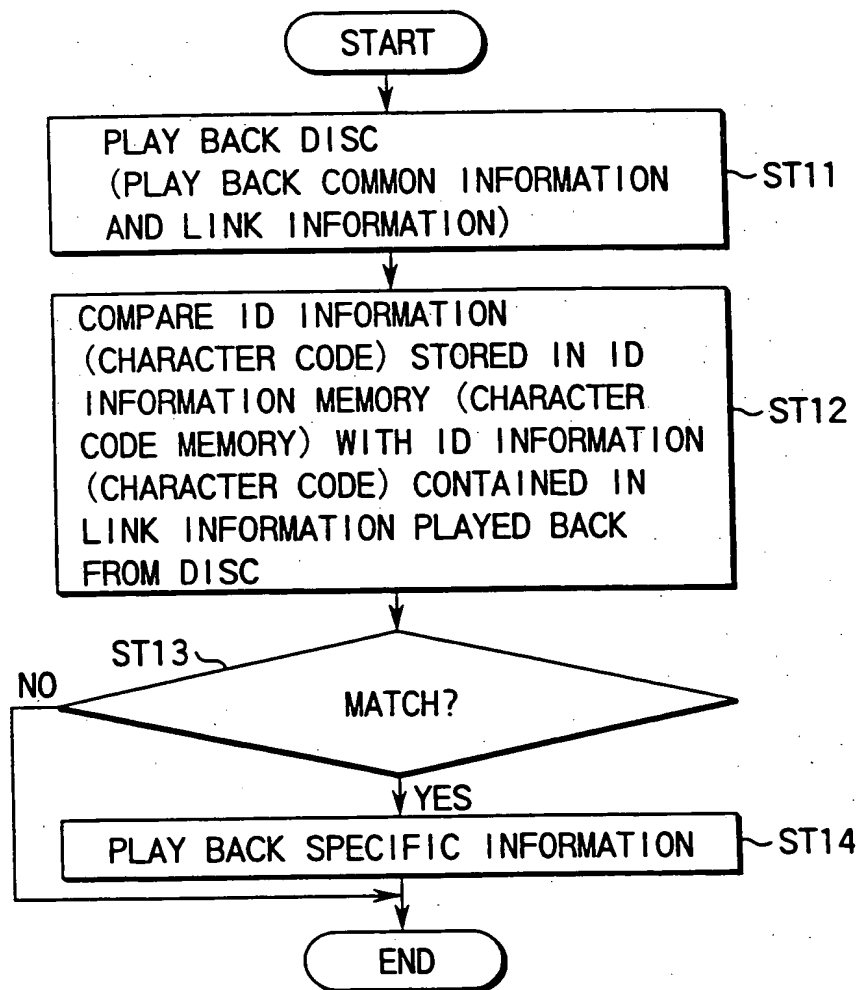 START
PLAY BACK DISC
(PLAY BACK COMMON INFORMATION
AND LINK INFORMATION)
ST11
COMPARE ID INFORMATION
(CHARACTER CODE) STORED IN ID
INFORMATION MEMORY (CHARACTER
CODE MEMORY) WITH ID INFORMATION
(CHARACTER CODE) CONTAINED IN
LINK INFORMATION PLAYED BACK
FROM DISC
ST12
ST13
NO
MATCH?
YES
PLAY BACK SPECIFIC INFORMATION
ST14
END